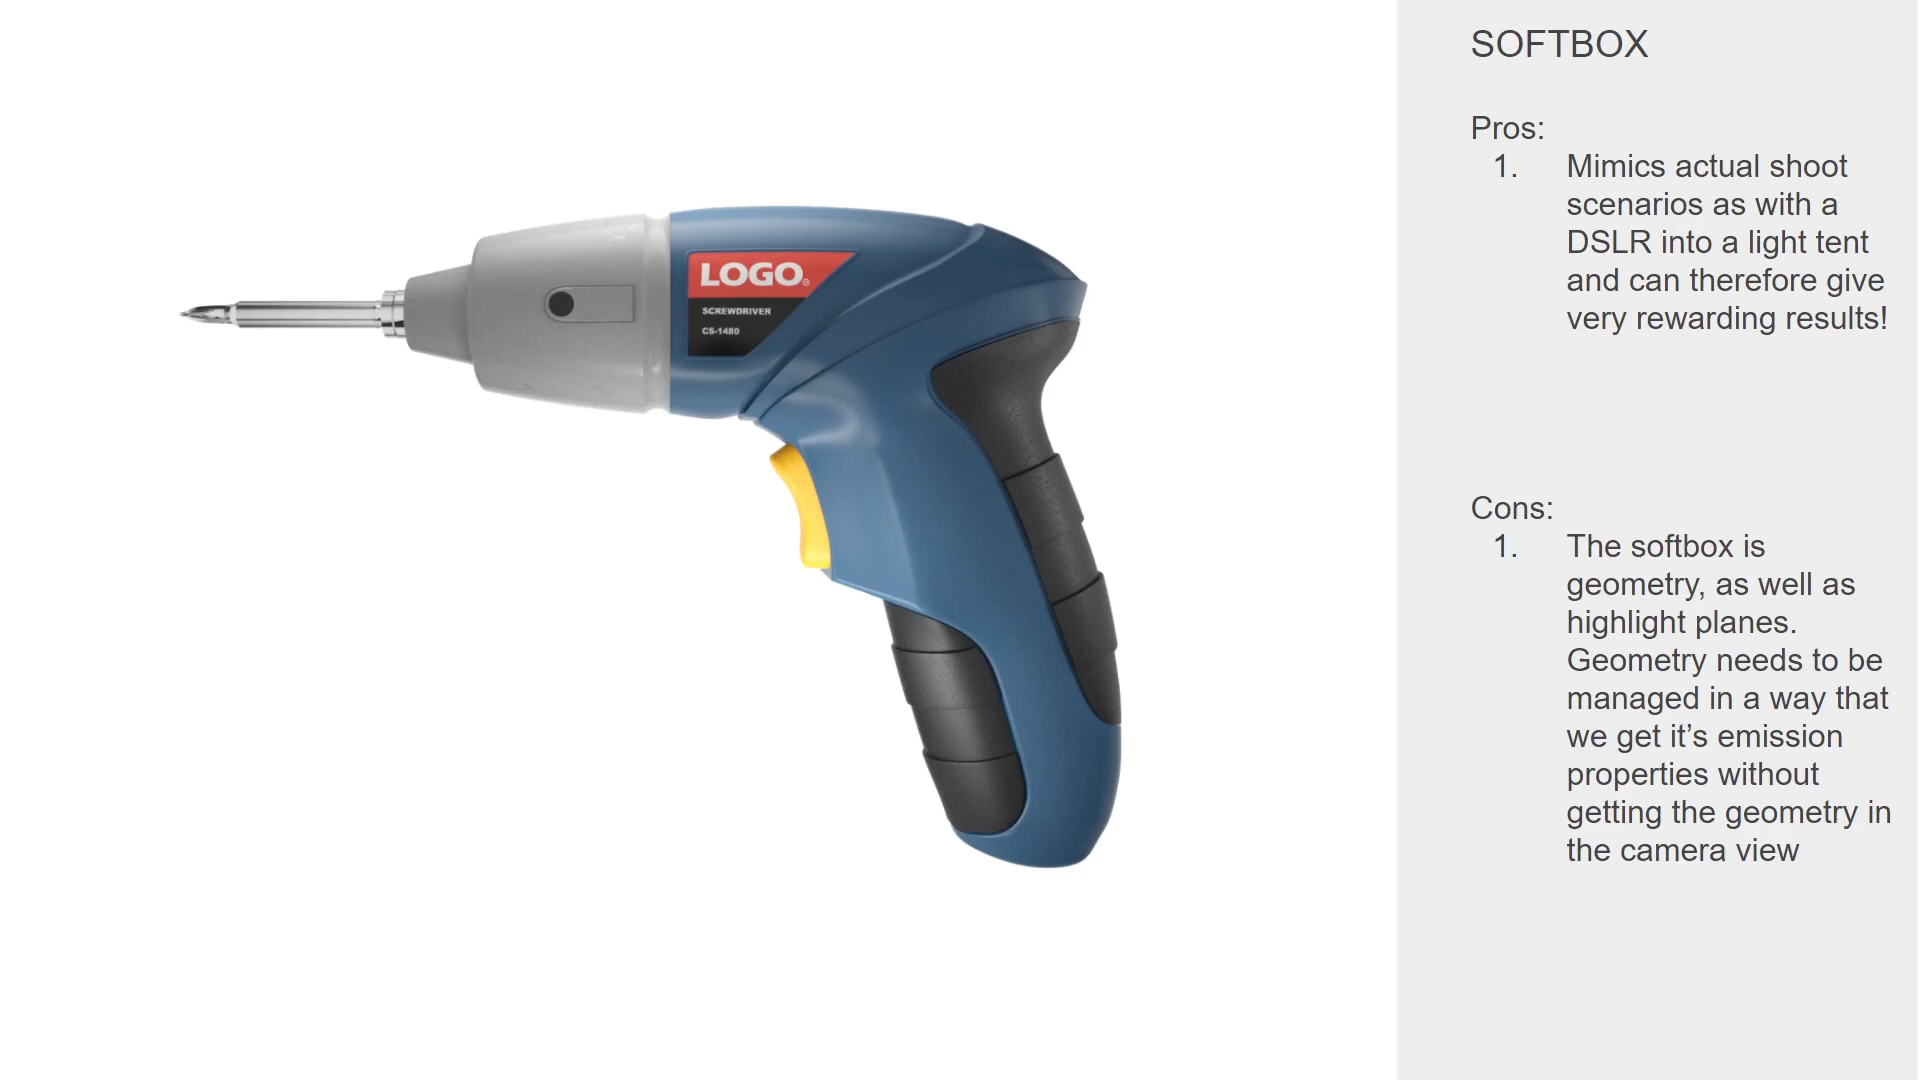 LOGO®
SCREWDRIVER
CS-1480
SOFTBOX
Pros:
1. Mimics actual shoot
scenarios as with a
DSLR into a light tent
and can therefore give
very rewarding results!
Cons:
1. The softbox is
geometry, as well as
highlight planes.
Geometry needs to be
managed in a way that
we get it’s emission
properties without
getting the geometry in
the camera view